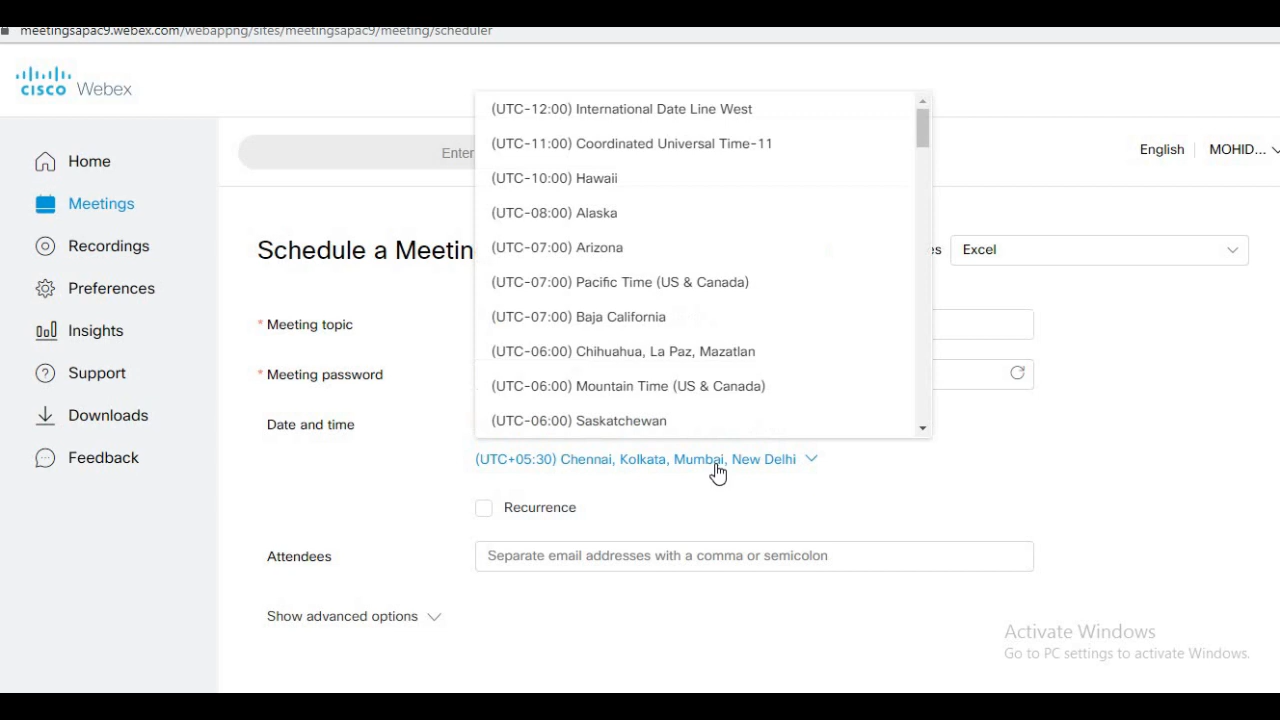 meetingsapac9.webex.com/webappng/sites/meetingsapac9/meeting/scheduler
CISCO Webex
Home
Meetings
Recordings
Preferences
Insights
Support
Downloads
Feedback
Enter
English
MOHID...
Schedule a Meetin
es
Excel
(UTC-12:00) International Date Line West
(UTC-11:00) Coordinated Universal Time-11
(UTC-10:00) Hawaii
(UTC-08:00) Alaska
(UTC-07:00) Arizona
(UTC-07:00) Pacific Time (US & Canada)
(UTC-07:00) Baja California
(UTC-06:00) Chihuahua, La Paz, Mazatlan
(UTC-06:00) Mountain Time (US & Canada)
(UTC-06:00) Saskatchewan
* Meeting topic
* Meeting password
Date and time
(UTC+05:30) Chennai, Kolkata, Mumbai, New Delhi
Recurrence
Attendees
Separate email addresses with a comma or semicolon
Show advanced options
Activate Windows
Go to PC settings to activate Windows.